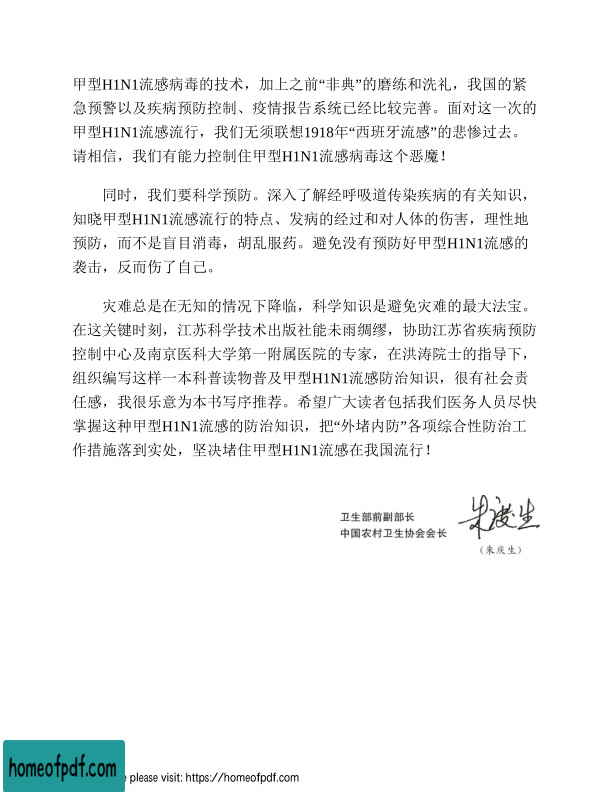 甲型H1N1流感病毒的技术，加上之前“非典”的磨练和洗礼，我国的紧
急预警以及疾病预防控制、疫情报告系统已经比较完善。面对这一次的
甲型H1N1流感流行，我们无须联想1918年“西班牙流感”的悲惨过去。
请相信，我们有能力控制住甲型H1N1流感病毒这个恶魔！
同时，我们要科学预防。深入了解经呼吸道传染疾病的有关知识，
知晓甲型H1N1流感流行的特点、发病的经过和对人体的伤害，理性地
预防，而不是盲目消毒，胡乱服药。避免没有预防好甲型H1N1流感的
袭击，反而伤了自己。
灾难总是在无知的情况下降临，科学知识是避免灾难的最大法宝。
在这关键时刻，江苏科学技术出版社能未雨绸缪，协助江苏省疾病预防
控制中心及南京医科大学第一附属医院的专家，在洪涛院士的指导下，
组织编写这样一本科普读物普及甲型H1N1流感防治知识，很有社会责
任感，我很乐意为本书写序推荐。希望广大读者包括我们医务人员尽快
掌握这种甲型H1N1流感的防治知识，把“外堵内防”各项综合性防治工
作措施落到实处，坚决堵住甲型H1N1流感在我国流行！
卫生部前副部长
中国农村卫生协会会长
朱庆生
（朱庆生）
homeofpdf.com
e please visit: https://homeofpdf.com